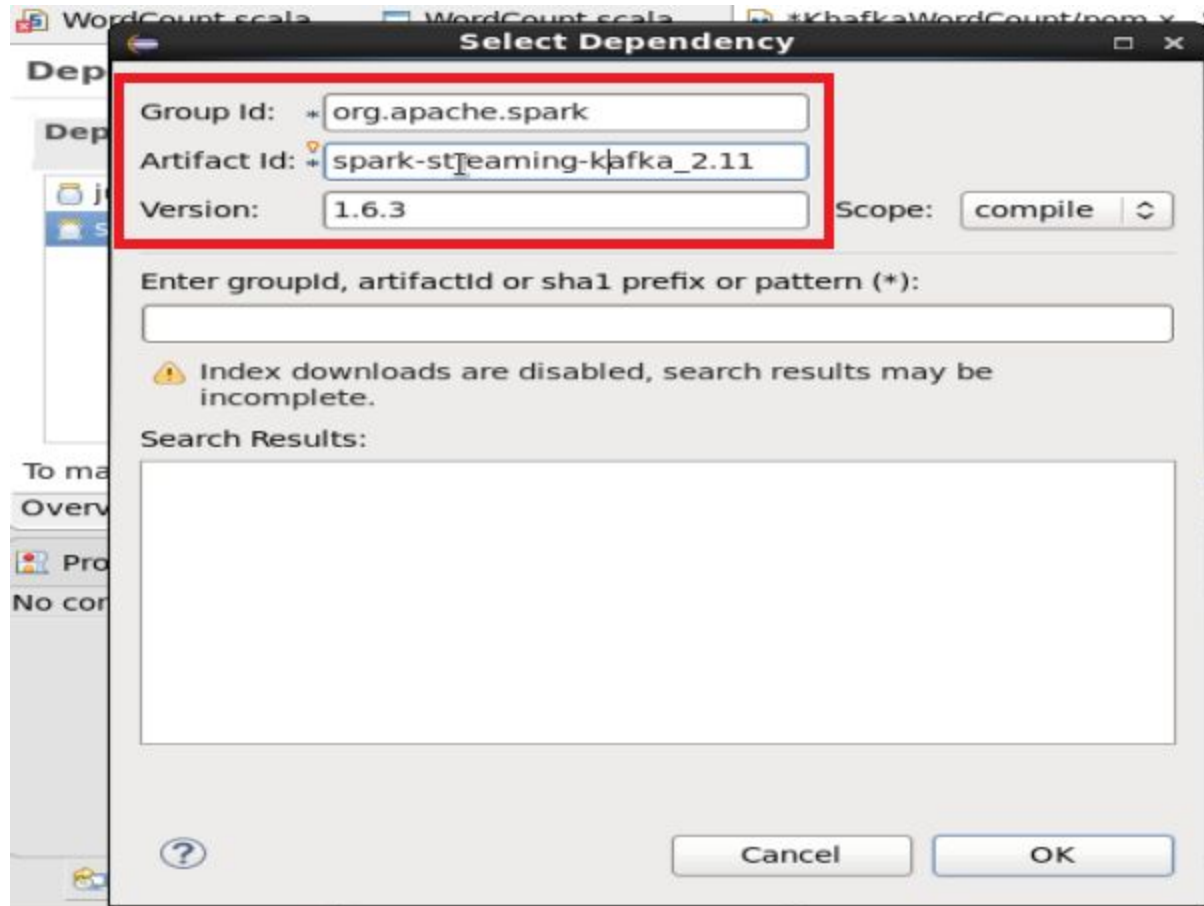 WordCount.scala WordCount.scala *KhafkaWordCount/pom.x
Select Dependency
Dep
Dep
Group Id: * org.apache.spark
Artifact Id: * spark-streaming-kafka_2.11
Version: 1.6.3 Scope: compile
Enter groupId, artifactId or sha1 prefix or pattern (*):
Index downloads are disabled, search results may be
incomplete.
Search Results:
To ma
Overv
Pro
No cor
Cancel OK